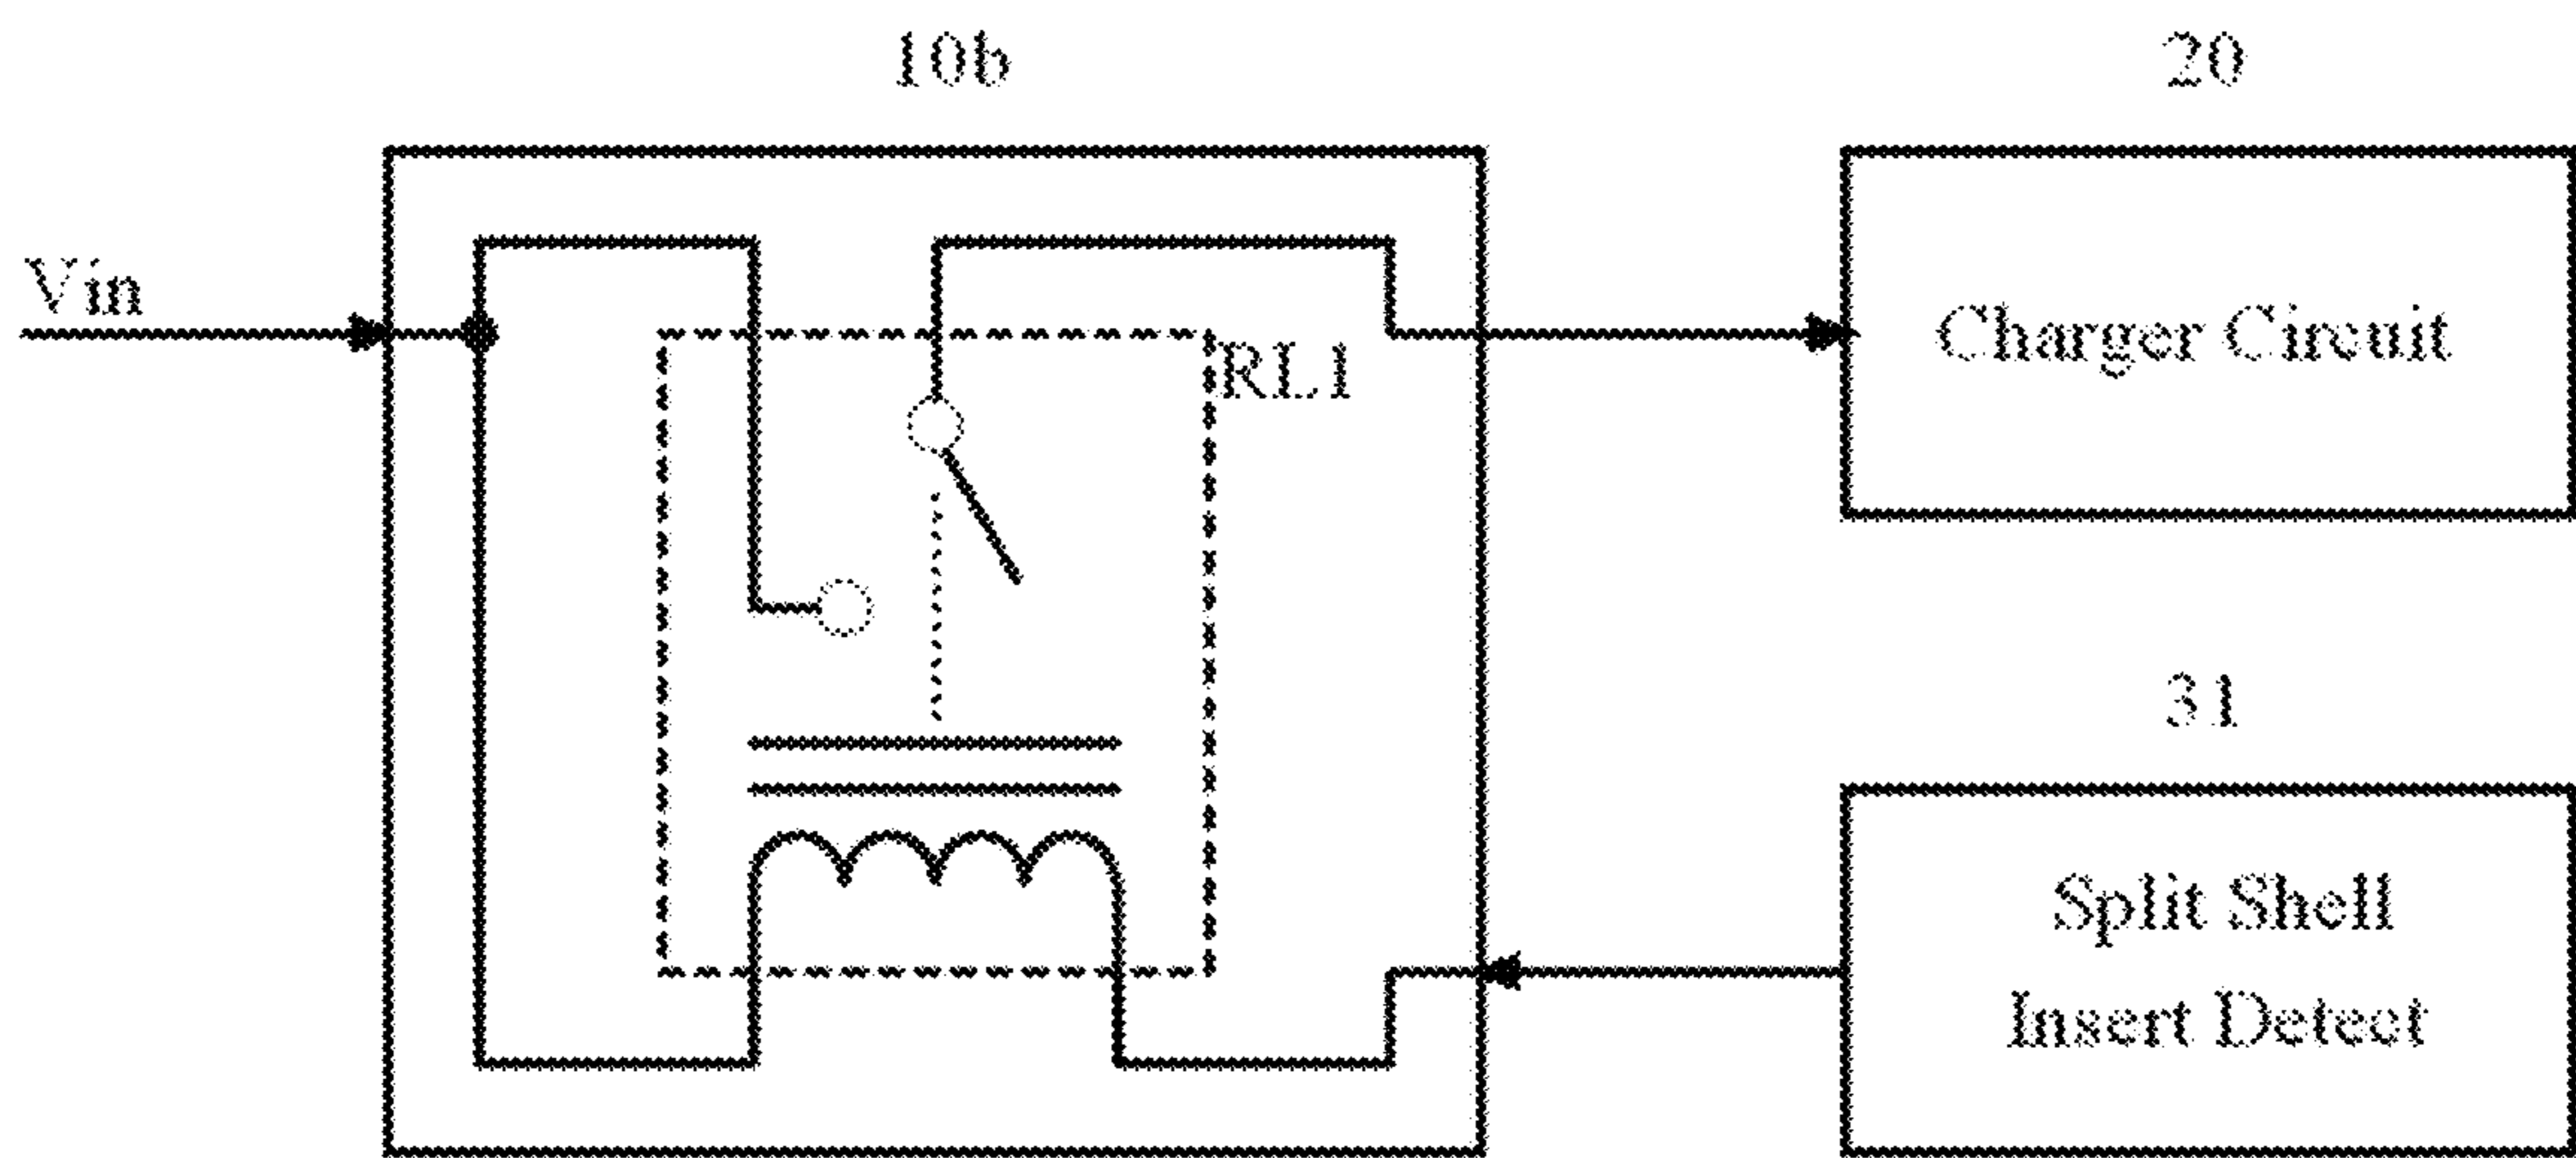 10b
20
Vin
RL1
Charger Circuit
31
Split Shell
Insert Detect